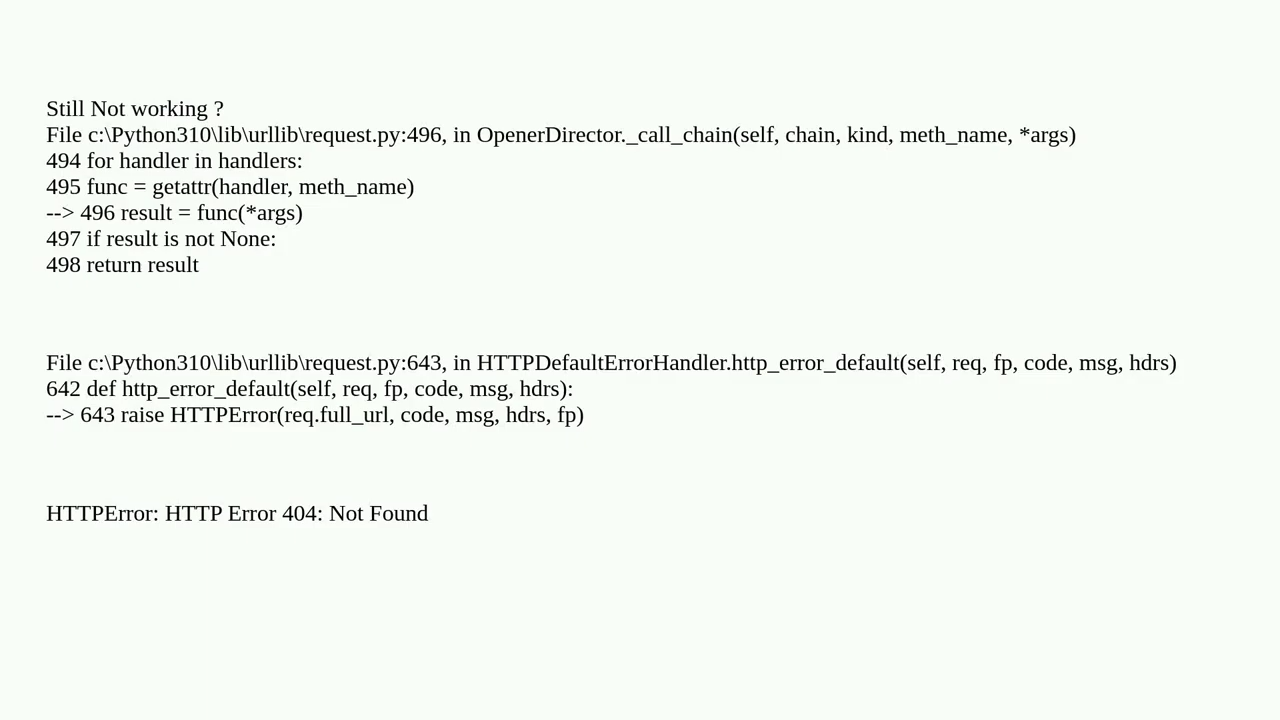 Still Not working ?
File c:\Python310\lib\urllib\request.py:496, in OpenerDirector._call_chain(self, chain, kind, meth_name, *args)
494 for handler in handlers:
495 func = getattr(handler, meth_name)
--> 496 result = func(*args)
497 if result is not None:
498 return result
File c:\Python310\lib\urllib\request.py:643, in HTTPDefaultErrorHandler.http_error_default(self, req, fp, code, msg, hdrs)
642 def http_error_default(self, req, fp, code, msg, hdrs):
--> 643 raise HTTPError(req.full_url, code, msg, hdrs, fp)
HTTPError: HTTP Error 404: Not Found